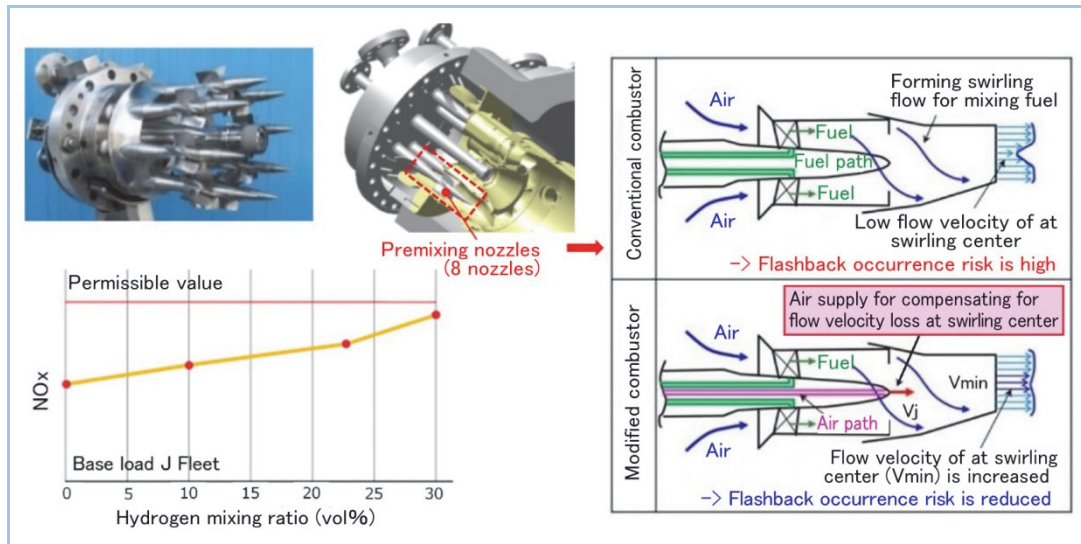 Premixing nozzles
(8 nozzles)
Permissible value
NOx
Base load J Fleet
0
5
10
15
20
25
30
Hydrogen mixing ratio (vol%)
Conventional combustor
Air
Air
Fuel
Fuel path
Fuel
Forming swirling
flow for mixing fuel
Low flow velocity of at
swirling center
-> Flashback occurrence risk is high
Modified combustor
Air supply for compensating for
flow velocity loss at swirling center
Air
Air
Fuel
Air path
Vj
Vmin
Flow velocity of at swirling
center (Vmin) is increased
-> Flashback occurrence risk is reduced